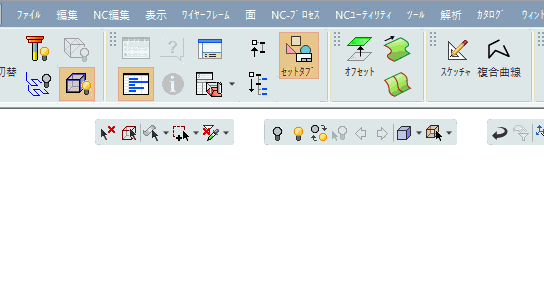 ファイル 編集 NC編集 表示 ワイヤーフレーム 面 NC-プロセス NCユーティリティ ツール 解析 カタログ ウィント
切替 セットタブ オフセット スケッチャ 複合曲線